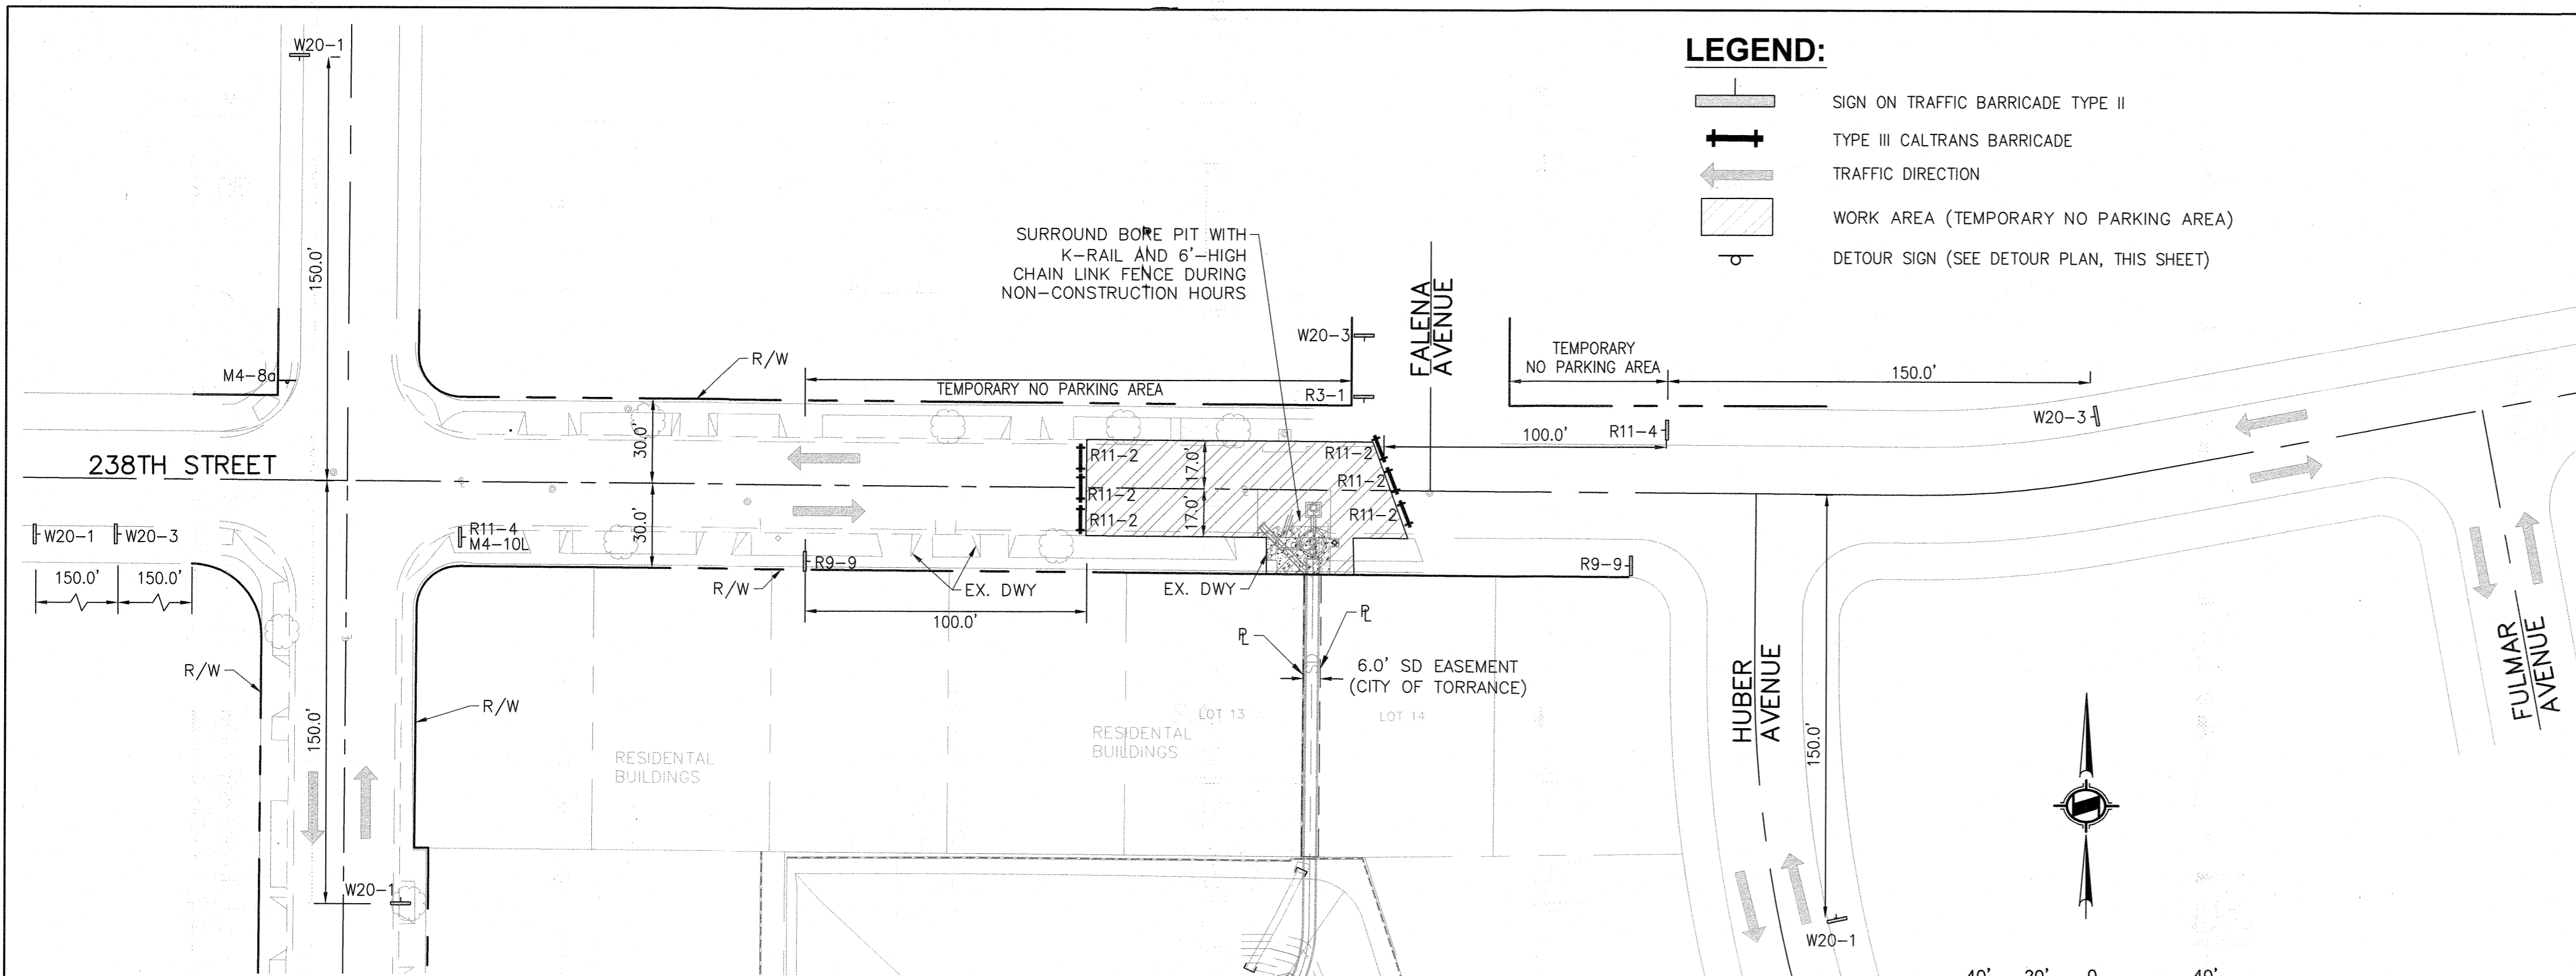 LEGEND:
SIGN ON TRAFFIC BARRICADE TYPE II
TYPE III CALTRANS BARRICADE
TRAFFIC DIRECTION
WORK AREA (TEMPORARY NO PARKING AREA)
DETOUR SIGN (SEE DETOUR PLAN, THIS SHEET)
W20-1
150.0'
SURROUND BORE PIT WITH
K-RAIL AND 6'-HIGH
CHAIN LINK FENCE DURING
NON-CONSTRUCTION HOURS
FALENA
AVENUE
W20-3
R/W
M4-8a
TEMPORARY NO PARKING AREA
R3-1
TEMPORARY
NO PARKING AREA
150.0'
W20-3
R11-4
100.0'
30.0'
30.0'
238TH STREET
R11-2
R11-2
R11-2
17.0'
17.0'
R11-2
R11-2
R11-2
W20-1
W20-3
R11-4
M4-10L
150.0'
150.0'
R9-9
R/W
EX. DWY
EX. DWY
R9-9
100.0'
PL
PL
6.0' SD EASEMENT
(CITY OF TORRANCE)
R/W
R/W
150.0'
LOT 13
LOT 14
RESIDENTAL
BUILDINGS
RESIDENTAL
BUILDINGS
HUBER
AVENUE
150.0'
FULMAR
AVENUE
W20-1
W20-1
40' 20' 0 40'